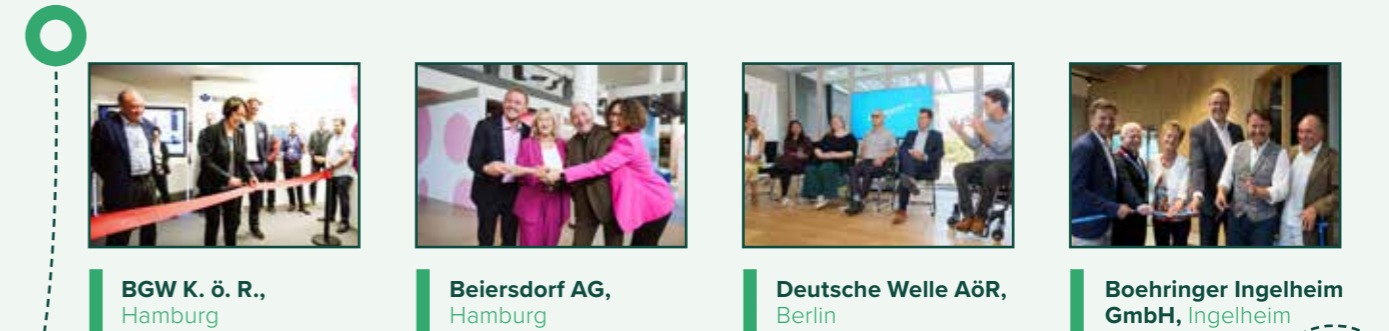 BGW K. ö. R.,
Hamburg
Beiersdorf AG,
Hamburg
Deutsche Welle AöR,
Berlin
Boehringer Ingelheim
GmbH, Ingelheim